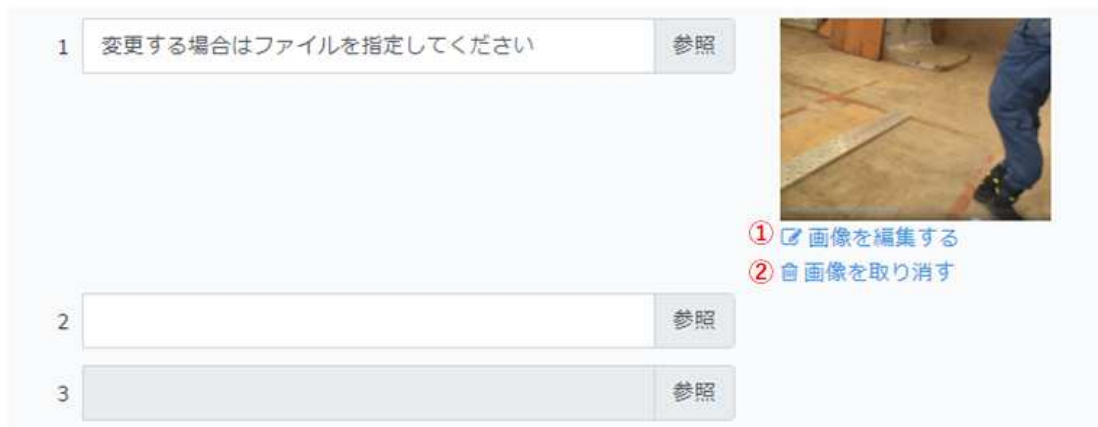 1 変更する場合はファイルを指定してください 参照
① 画像を編集する
② 画像を取り消す
2 参照
3 参照